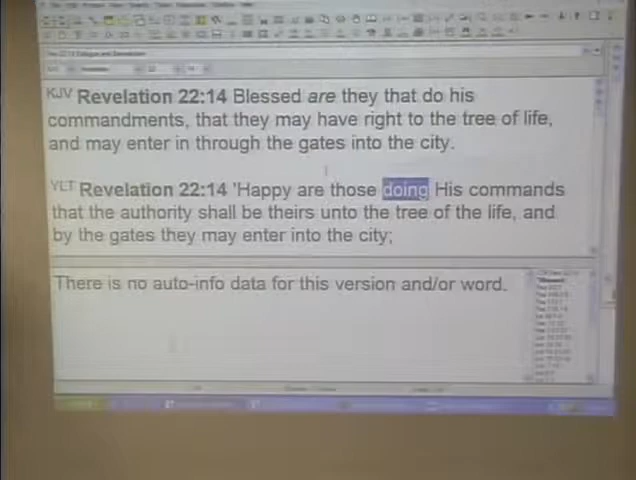 KJV Revelation 22:14 Blessed are they that do his
commandments, that they may have right to the tree of life,
and may enter in through the gates into the city.
YLT Revelation 22:14 'Happy are those doing His commands
that the authority shall be theirs unto the tree of the life, and
by the gates they may enter into the city;
There is no auto-info data for this version and/or word.